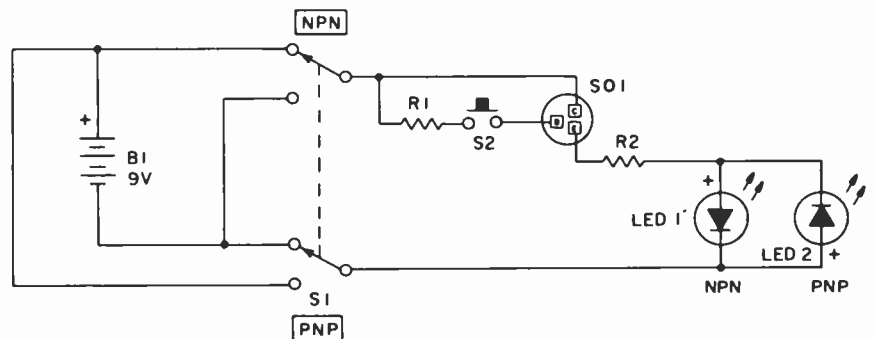 NPN
SO1
C
B
E
R1
S2
R2
+
B1
9V
+
LED 1
LED 2
+
S1
PNP
NPN
PNP